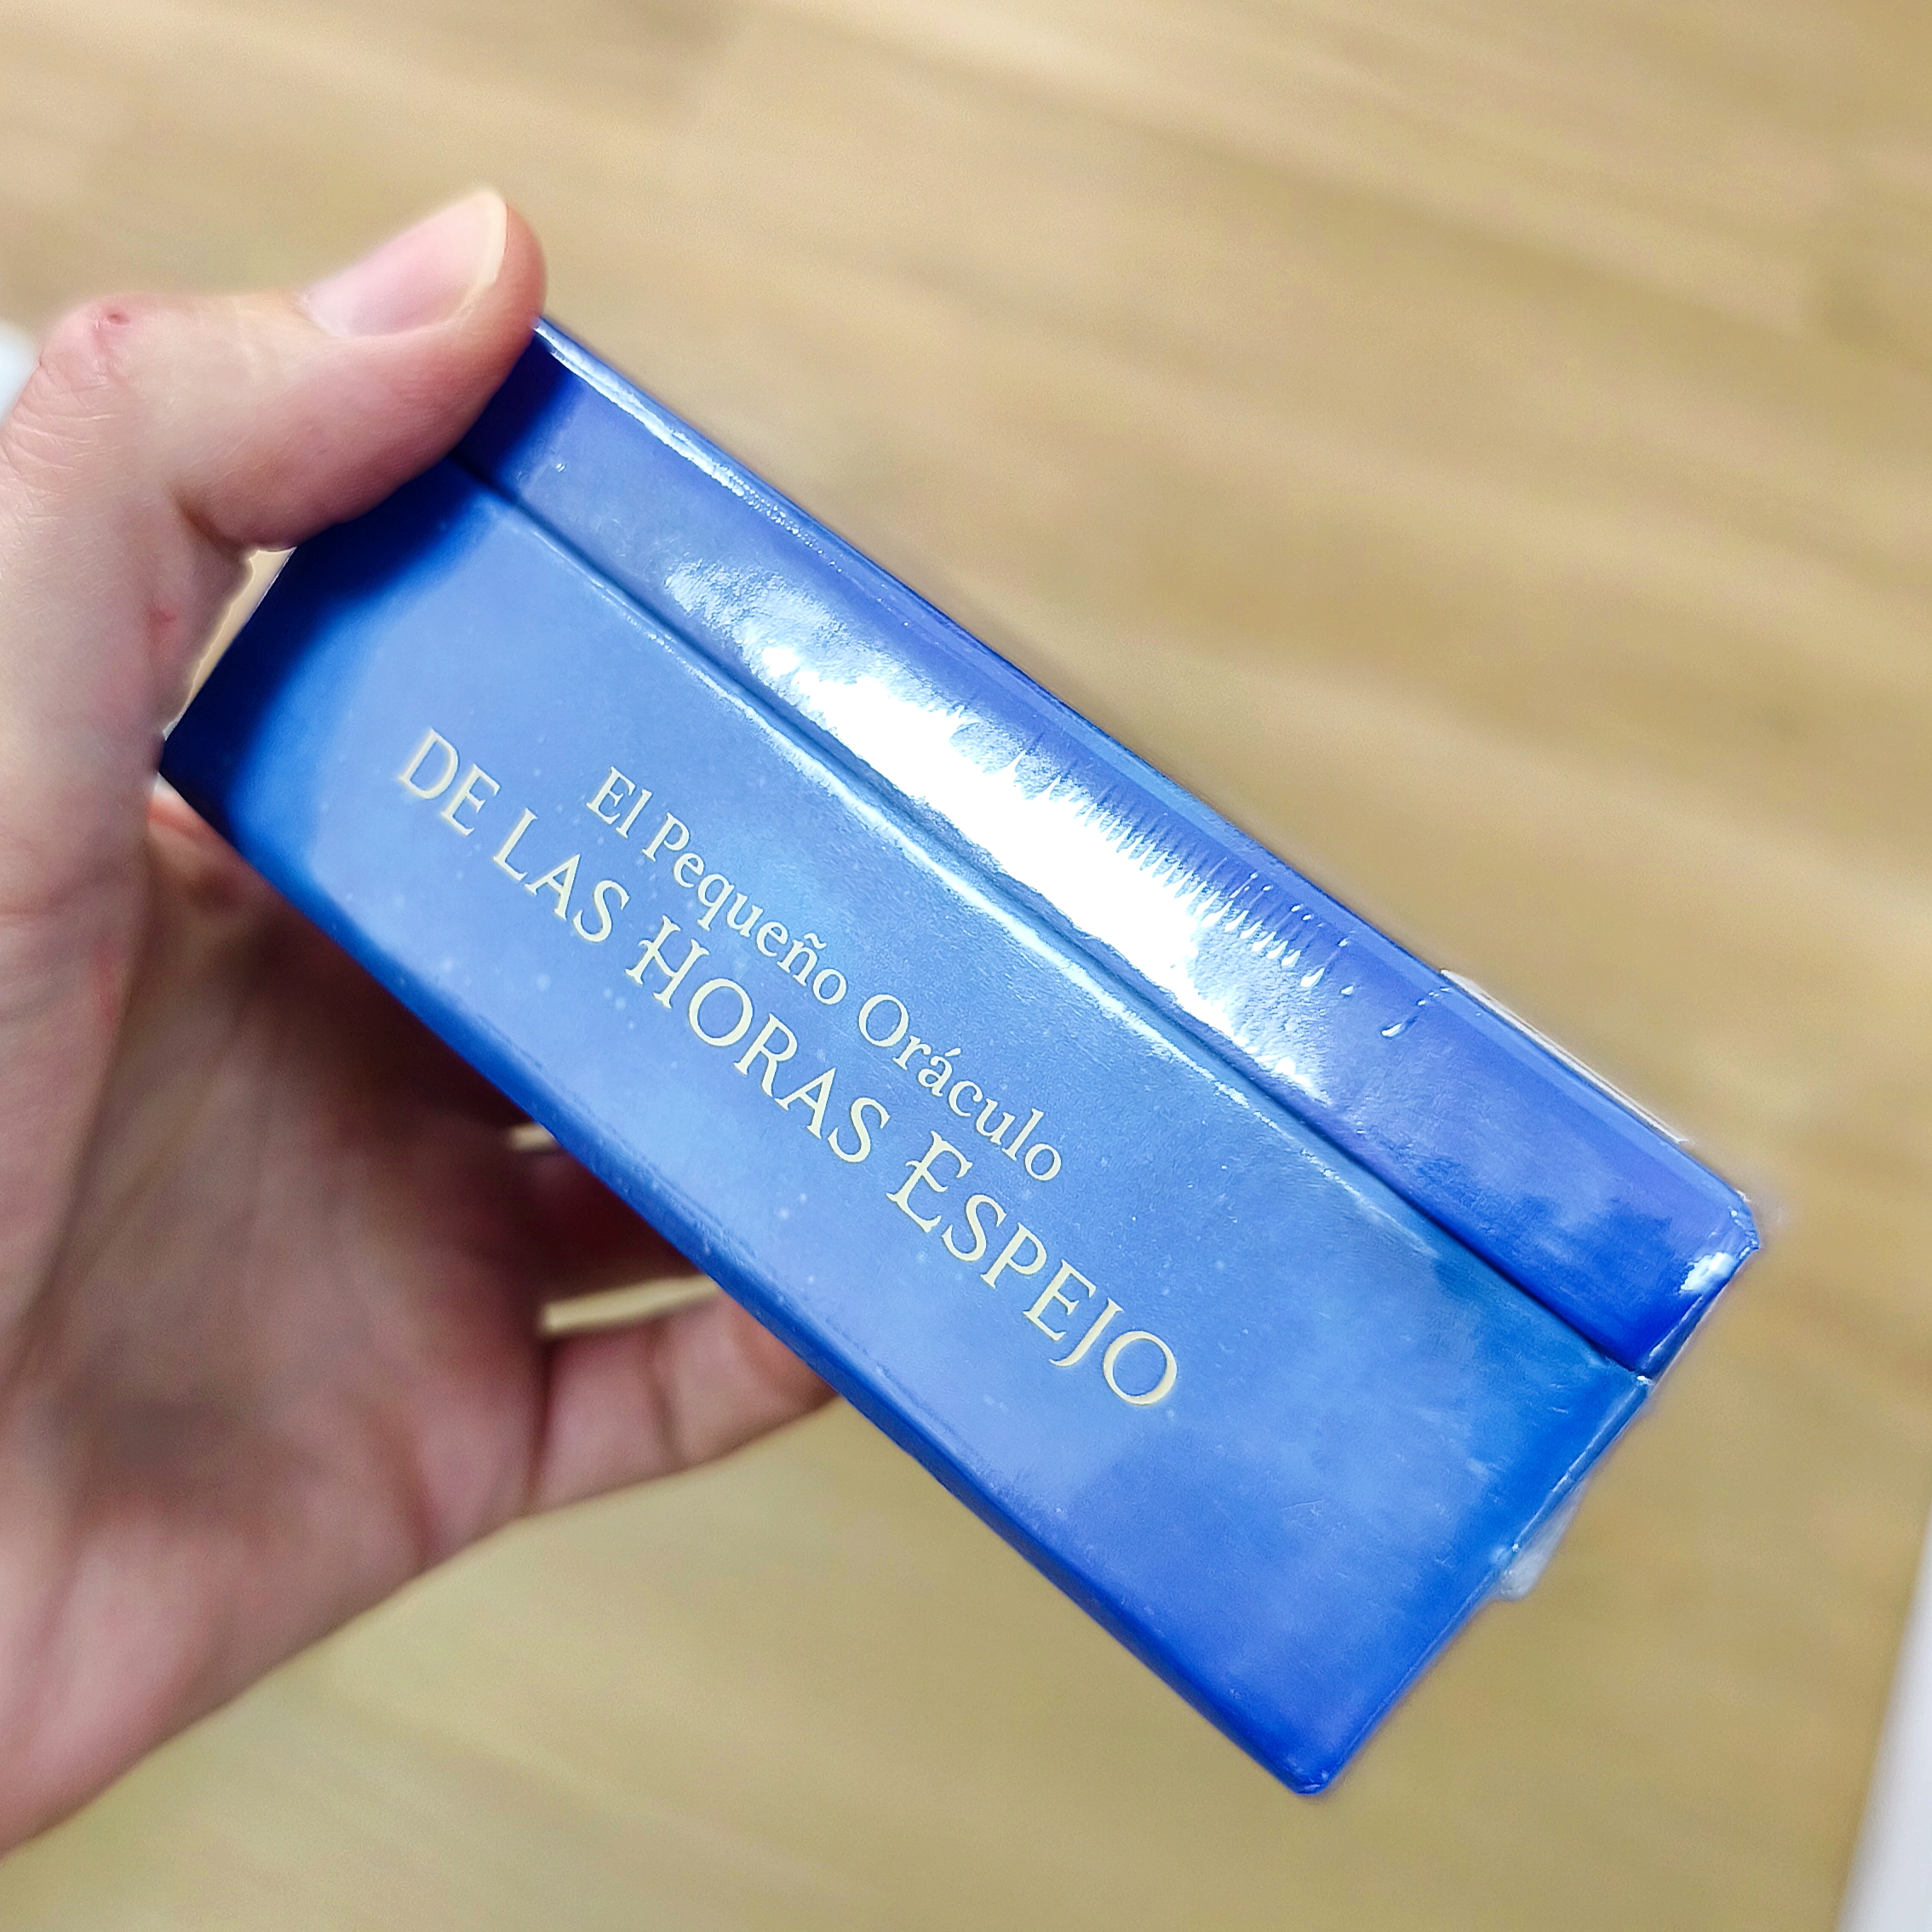 El Pequeño Oráculo
DE LAS HORAS ESPEJO